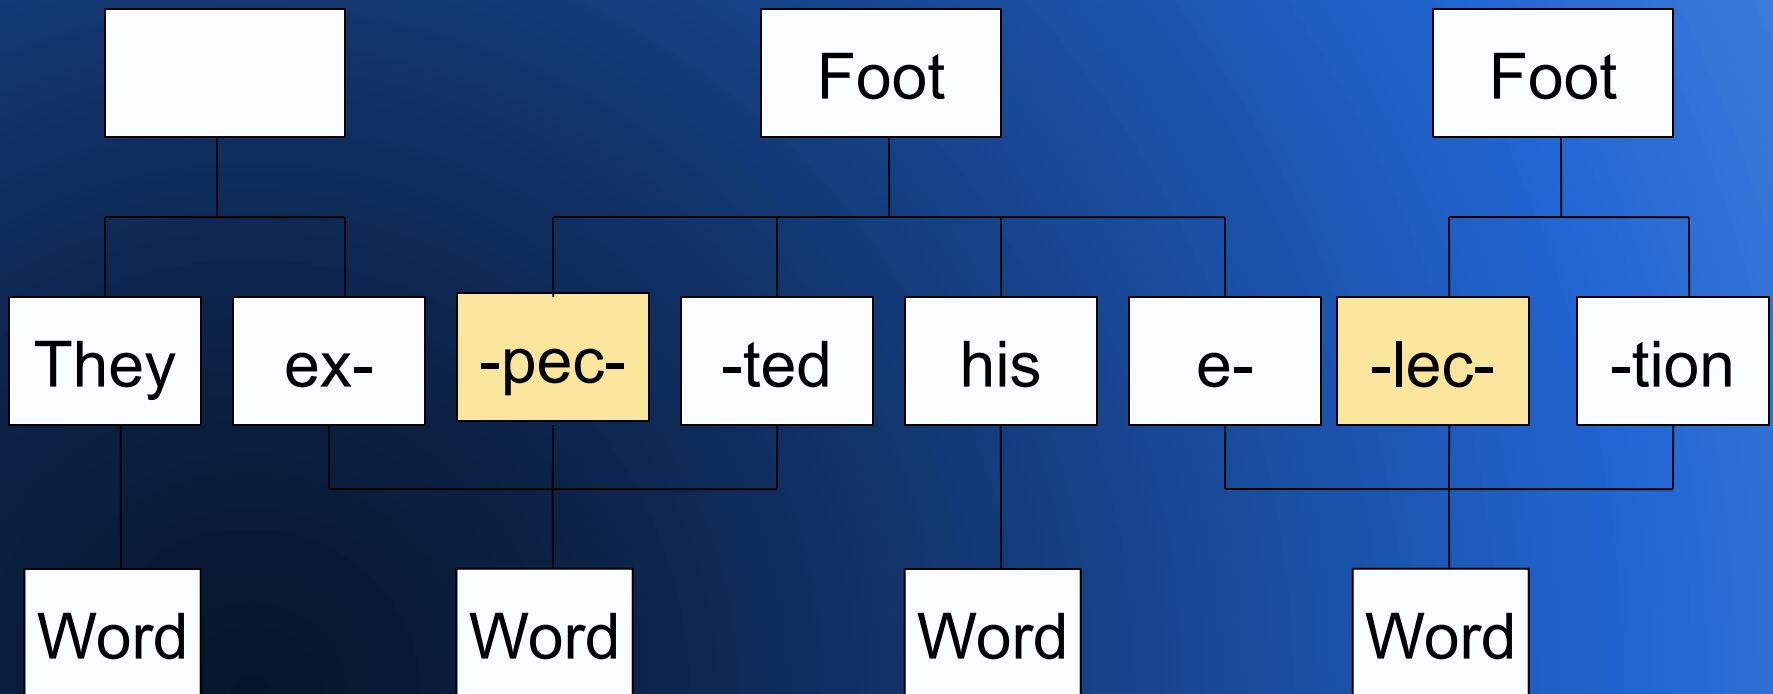 Foot Foot
They ex- -pec- -ted his e- -lec- -tion
Word Word Word Word